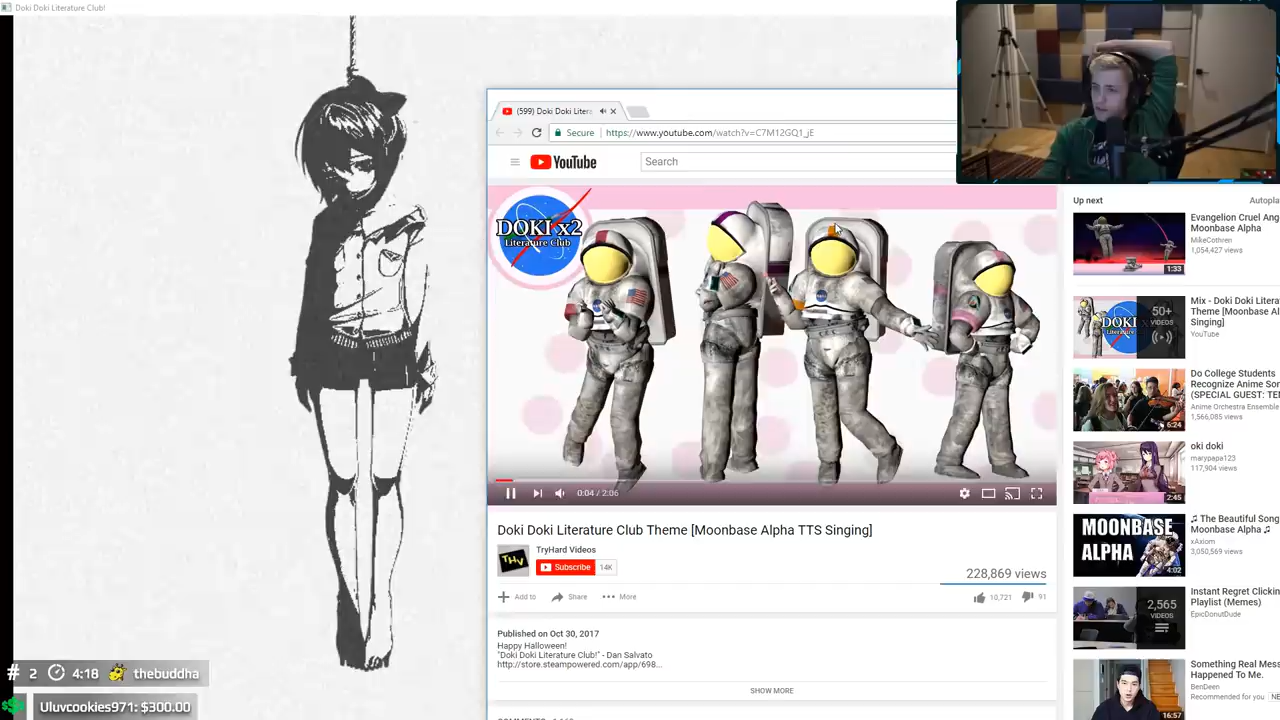 Doki Doki Literature Club!
(599) Doki Doki Litera
Secure
https://www.youtube.com/watch?v=C7M12GQ1_jE
YouTube
Search
DOKI x2
Literature Club
0:04 / 2:06
Doki Doki Literature Club Theme [Moonbase Alpha TTS Singing]
THV
TryHard Videos
Subscribe 14K
228,869 views
Add to
Share
More
10,721
91
Published on Oct 30, 2017
Happy Halloween!
"Doki Doki Literature Club!" - Dan Salvato
http://store.steampowered.com/app/698...
SHOW MORE
Up next
Autopla
Evangelion Cruel Ang
Moonbase Alpha
MikeCothren
1,054,427 views
1:33
DOKI
Literature
50+
VIDEOS
Mix - Doki Doki Litera
Theme [Moonbase Al
Singing]
YouTube
Do College Students
Recognize Anime Son
(SPECIAL GUEST: TE
Anime Orchestra Ensemble
1,566,085 views
6:24
oki doki
marypapa123
117,904 views
2:45
MOONBASE
ALPHA
♫ The Beautiful Song
Moonbase Alpha ♫
xAxiom
3,050,569 views
4:02
2,565
VIDEOS
Instant Regret Clickin
Playlist (Memes)
EpicDonutDude
Something Real Mess
Happened To Me.
BenDeen
Recommended for you
NE
16:57
# 2
4:18
thebuddha
Uluvcookies971: $300.00